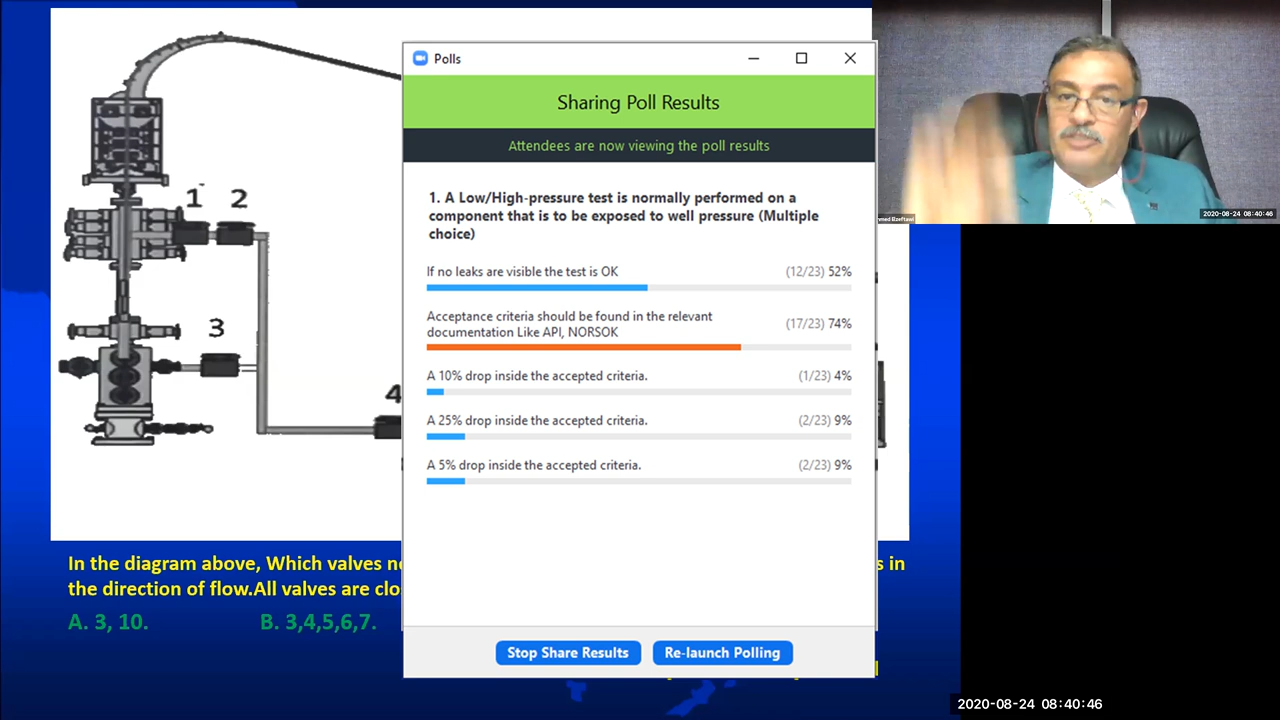 Polls
Sharing Poll Results
Attendees are now viewing the poll results
1. A Low/High-pressure test is normally performed on a
component that is to be exposed to well pressure (Multiple
choice)
If no leaks are visible the test is OK (12/23) 52%
Acceptance criteria should be found in the relevant
documentation Like API, NORSOK (17/23) 74%
A 10% drop inside the accepted criteria. (1/23) 4%
A 25% drop inside the accepted criteria. (2/23) 9%
A 5% drop inside the accepted criteria. (2/23) 9%
Stop Share Results Re-launch Polling
1 2
3
4
In the diagram above, Which valves
s in
the direction of flow.All valves are
A. 3, 10. B. 3,4,5,6,7.
2020-08-24 08:40:46
2020-08-24 08:40:46